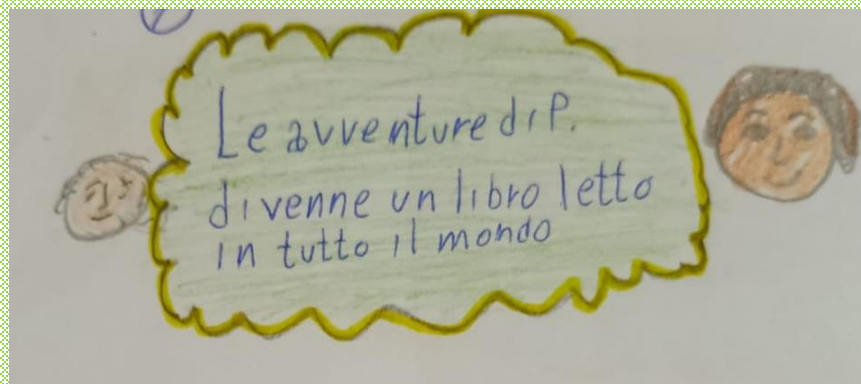 Le avventure di P.
divenne un libro letto
in tutto il mondo